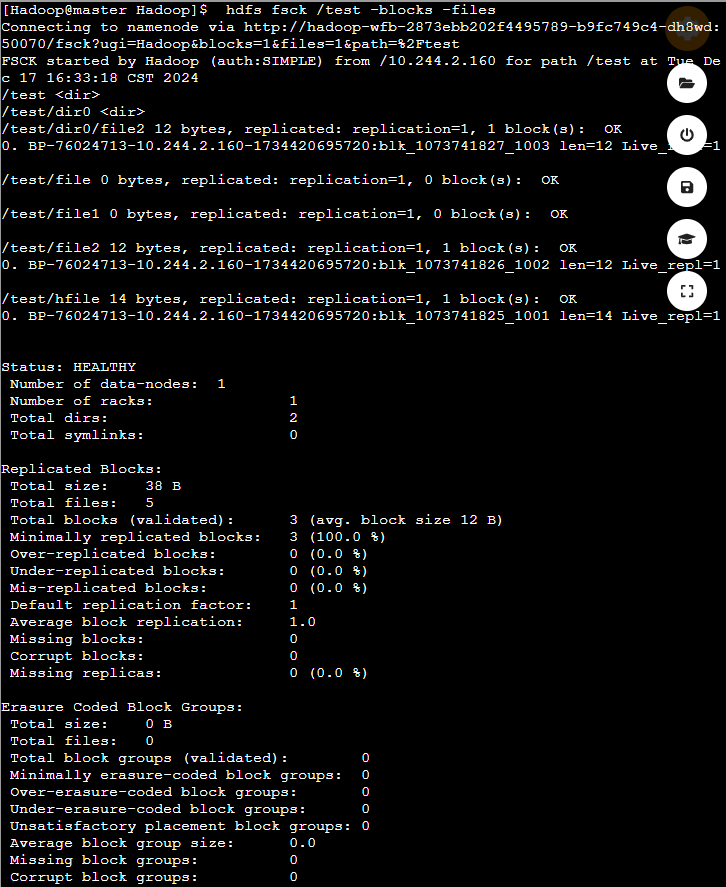 [Hadoop@master Hadoop]$  hdfs fsck /test -blocks -files
Connecting to namenode via http://hadoop-wfb-2873ebb202f4495789-b9fc749c4-dh8wd:
50070/fsck?ugi=Hadoop&blocks=1&files=1&path=%2Ftest
FSCK started by Hadoop (auth:SIMPLE) from /10.244.2.160 for path /test at Tue De
c 17 16:33:18 CST 2024
/test <dir>
/test/dir0 <dir>
/test/dir0/file2 12 bytes, replicated: replication=1, 1 block(s):  OK
0. BP-76024713-10.244.2.160-1734420695720:blk_1073741827_1003 len=12 Live_ =1
/test/file 0 bytes, replicated: replication=1, 0 block(s):  OK
/test/file1 0 bytes, replicated: replication=1, 0 block(s):  OK
/test/file2 12 bytes, replicated: replication=1, 1 block(s):  OK
0. BP-76024713-10.244.2.160-1734420695720:blk_1073741826_1002 len=12 Live_repl=1
/test/hfile 14 bytes, replicated: replication=1, 1 block(s):  OK
0. BP-76024713-10.244.2.160-1734420695720:blk_1073741825_1001 len=14 Live_repl=1
Status: HEALTHY
Number of data-nodes:  1
Number of racks:               1
Total dirs:                    2
Total symlinks:                0
Replicated Blocks:
Total size:    38 B
Total files:   5
Total blocks (validated):      3 (avg. block size 12 B)
Minimally replicated blocks:   3 (100.0 %)
Over-replicated blocks:        0 (0.0 %)
Under-replicated blocks:       0 (0.0 %)
Mis-replicated blocks:         0 (0.0 %)
Default replication factor:    1
Average block replication:     1.0
Missing blocks:                0
Corrupt blocks:                0
Missing replicas:              0 (0.0 %)
Erasure Coded Block Groups:
Total size:    0 B
Total files:   0
Total block groups (validated):        0
Minimally erasure-coded block groups:  0
Over-erasure-coded block groups:       0
Under-erasure-coded block groups:      0
Unsatisfactory placement block groups: 0
Average block group size:      0.0
Missing block groups:          0
Corrupt block groups:          0